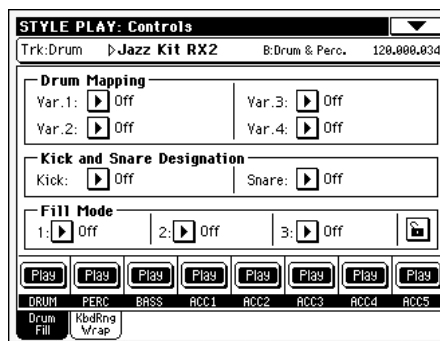 STYLE PLAY: Controls
Trk:Drum ▷Jazz Kit RX2 B:Drum & Perc. 120.000.034
Drum Mapping
Var.1: Off Var.3: Off
Var.2: Off Var.4: Off
Kick and Snare Designation
Kick: Off Snare: Off
Fill Mode
1: Off 2: Off 3: Off
Play Play Play Play Play Play Play Play
DRUM PERC BASS ACC1 ACC2 ACC3 ACC4 ACC5
Drum Fill KbdRng Wrap